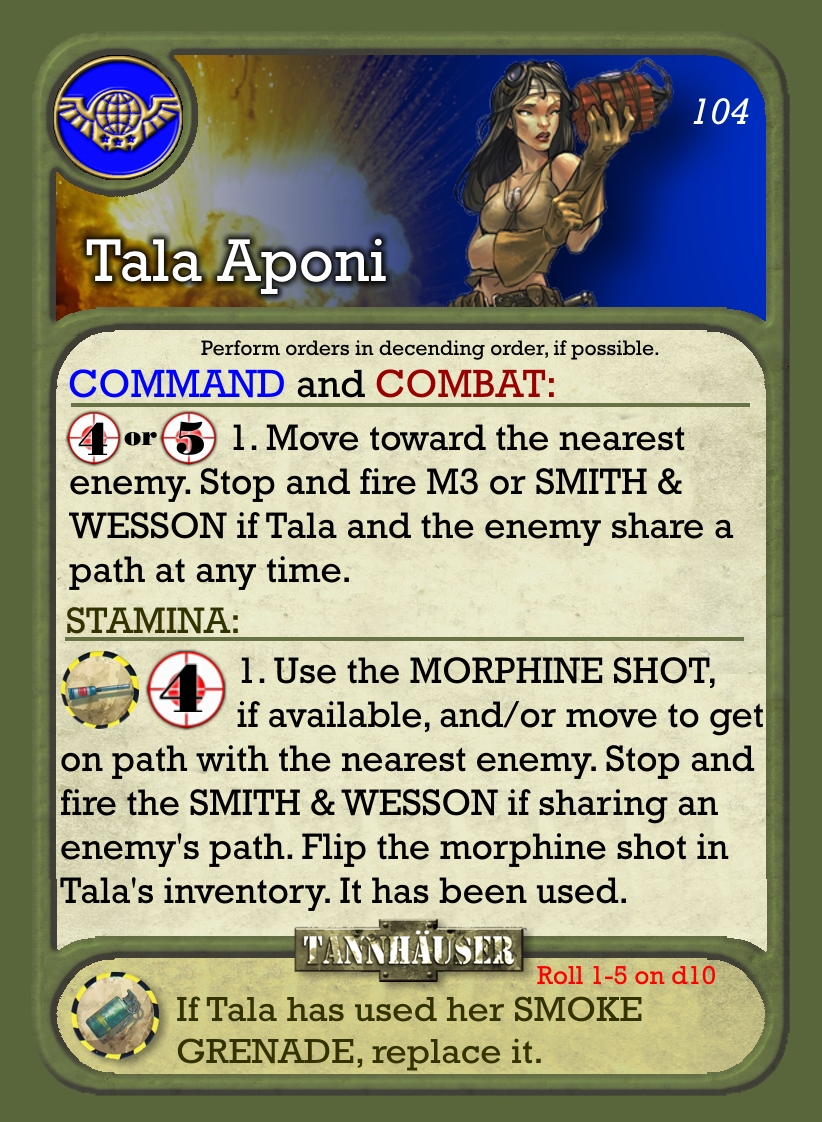 104
Tala Aponi
Perform orders in decending order, if possible.
COMMAND and COMBAT:
4 or 5 1. Move toward the nearest
enemy. Stop and fire M3 or SMITH &
WESSON if Tala and the enemy share a
path at any time.
STAMINA:
4 1. Use the MORPHINE SHOT,
if available, and/or move to get
on path with the nearest enemy. Stop and
fire the SMITH & WESSON if sharing an
enemy's path. Flip the morphine shot in
Tala's inventory. It has been used.
TANNHÄUSER
Roll 1-5 on d10
If Tala has used her SMOKE
GRENADE, replace it.